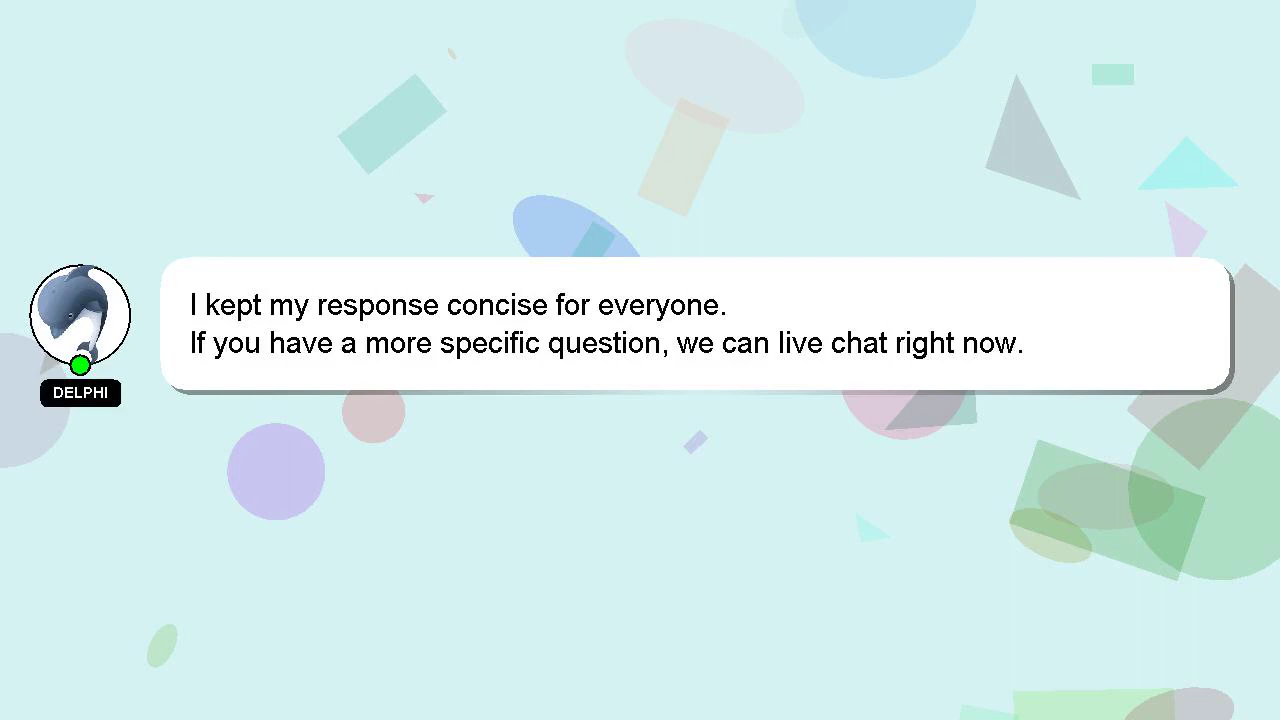 I kept my response concise for everyone.
If you have a more specific question, we can live chat right now.
DELPHI